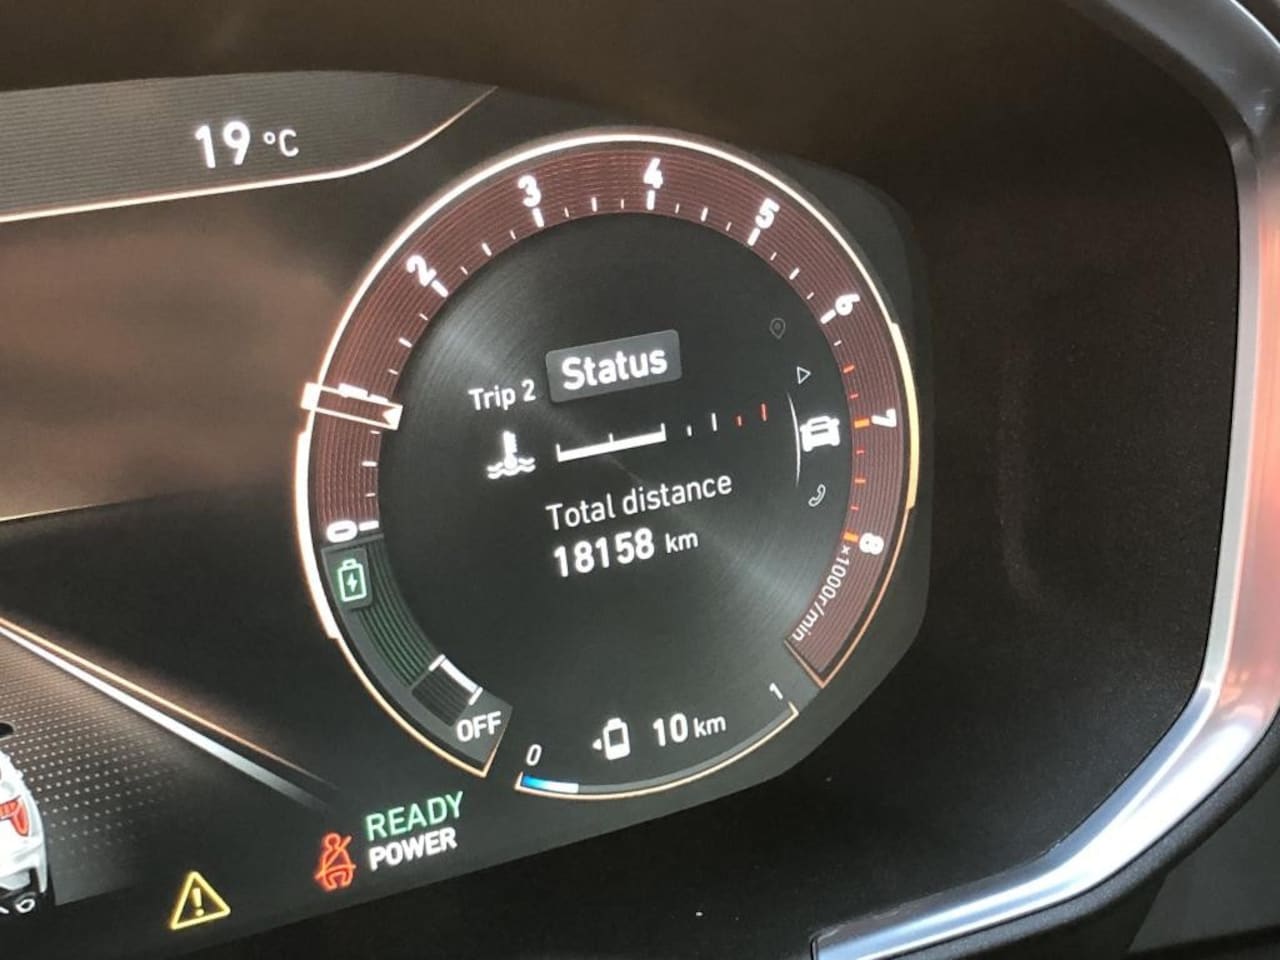 19 °C
4
3
5
2
6
1
7
0
8
×1000r/min
Trip 2 Status
Total distance
18158 km
OFF
0
10 km
1
READY
POWER